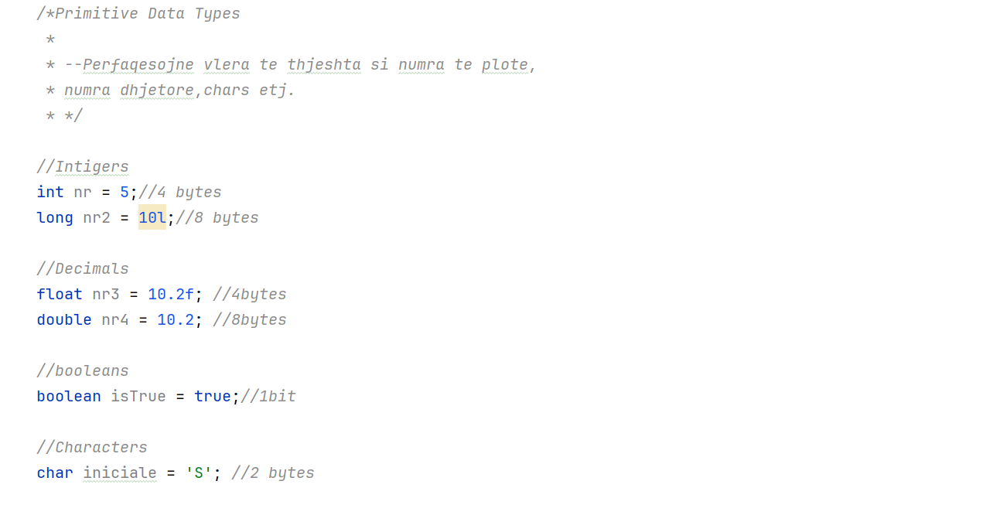 /*Primitive Data Types
*
* --Perfaqesojne vlera te thjeshta si numra te plote,
* numra dhjetore,chars etj.
* */
//Intigers
int nr = 5;//4 bytes
long nr2 = 10l;//8 bytes
//Decimals
float nr3 = 10.2f; //4bytes
double nr4 = 10.2; //8bytes
//booleans
boolean isTrue = true;//1bit
//Characters
char iniciale = 'S'; //2 bytes